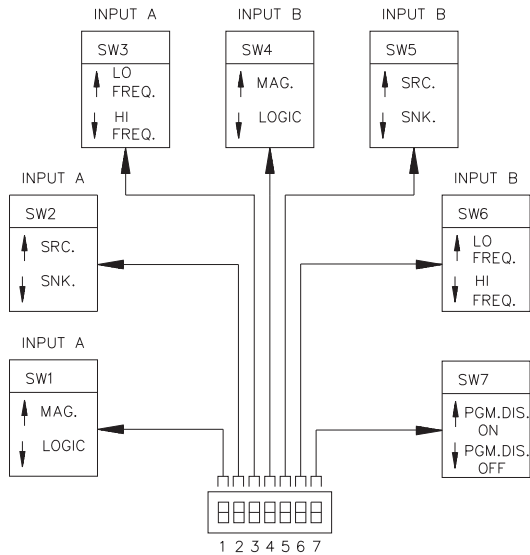 INPUT A
SW3
LO
FREQ.
HI
FREQ.
INPUT B
SW4
MAG.
LOGIC
INPUT B
SW5
SRC.
SNK.
INPUT A
SW2
SRC.
SNK.
INPUT B
SW6
LO
FREQ.
HI
FREQ.
INPUT A
SW1
MAG.
LOGIC
SW7
PGM.DIS.
ON
PGM.DIS.
OFF
1 2 3 4 5 6 7